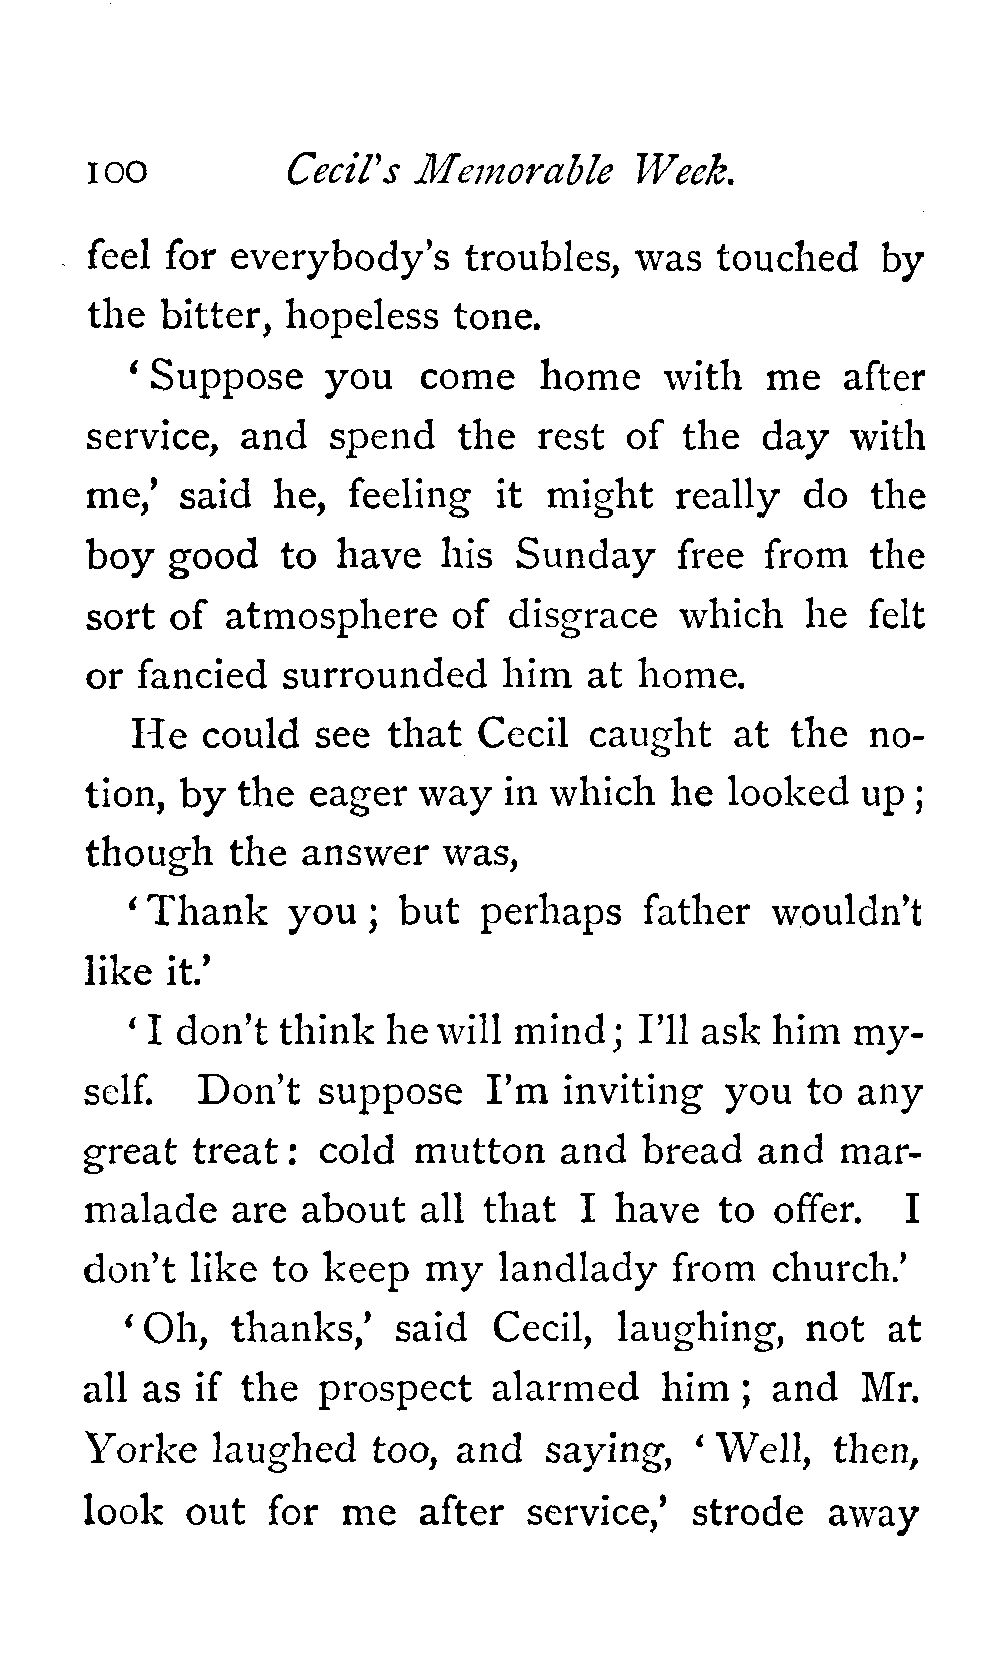 100 Cecil's Memorable Week.
feel for everybody's troubles, was touched by
the bitter, hopeless tone.
‘Suppose you come home with me after
service, and spend the rest of the day with
me,’ said he, feeling it might really do the
boy good to have his Sunday free from the
sort of atmosphere of disgrace which he felt
or fancied surrounded him at home.
He could see that Cecil caught at the no-
tion, by the eager way in which he looked up;
though the answer was,
‘Thank you; but perhaps father wouldn't
like it.’
‘I don't think he will mind; I'll ask him my-
self. Don't suppose I'm inviting you to any
great treat: cold mutton and bread and mar-
malade are about all that I have to offer. I
don't like to keep my landlady from church.’
‘Oh, thanks,’ said Cecil, laughing, not at
all as if the prospect alarmed him; and Mr.
Yorke laughed too, and saying, ‘Well, then,
look out for me after service,’ strode away